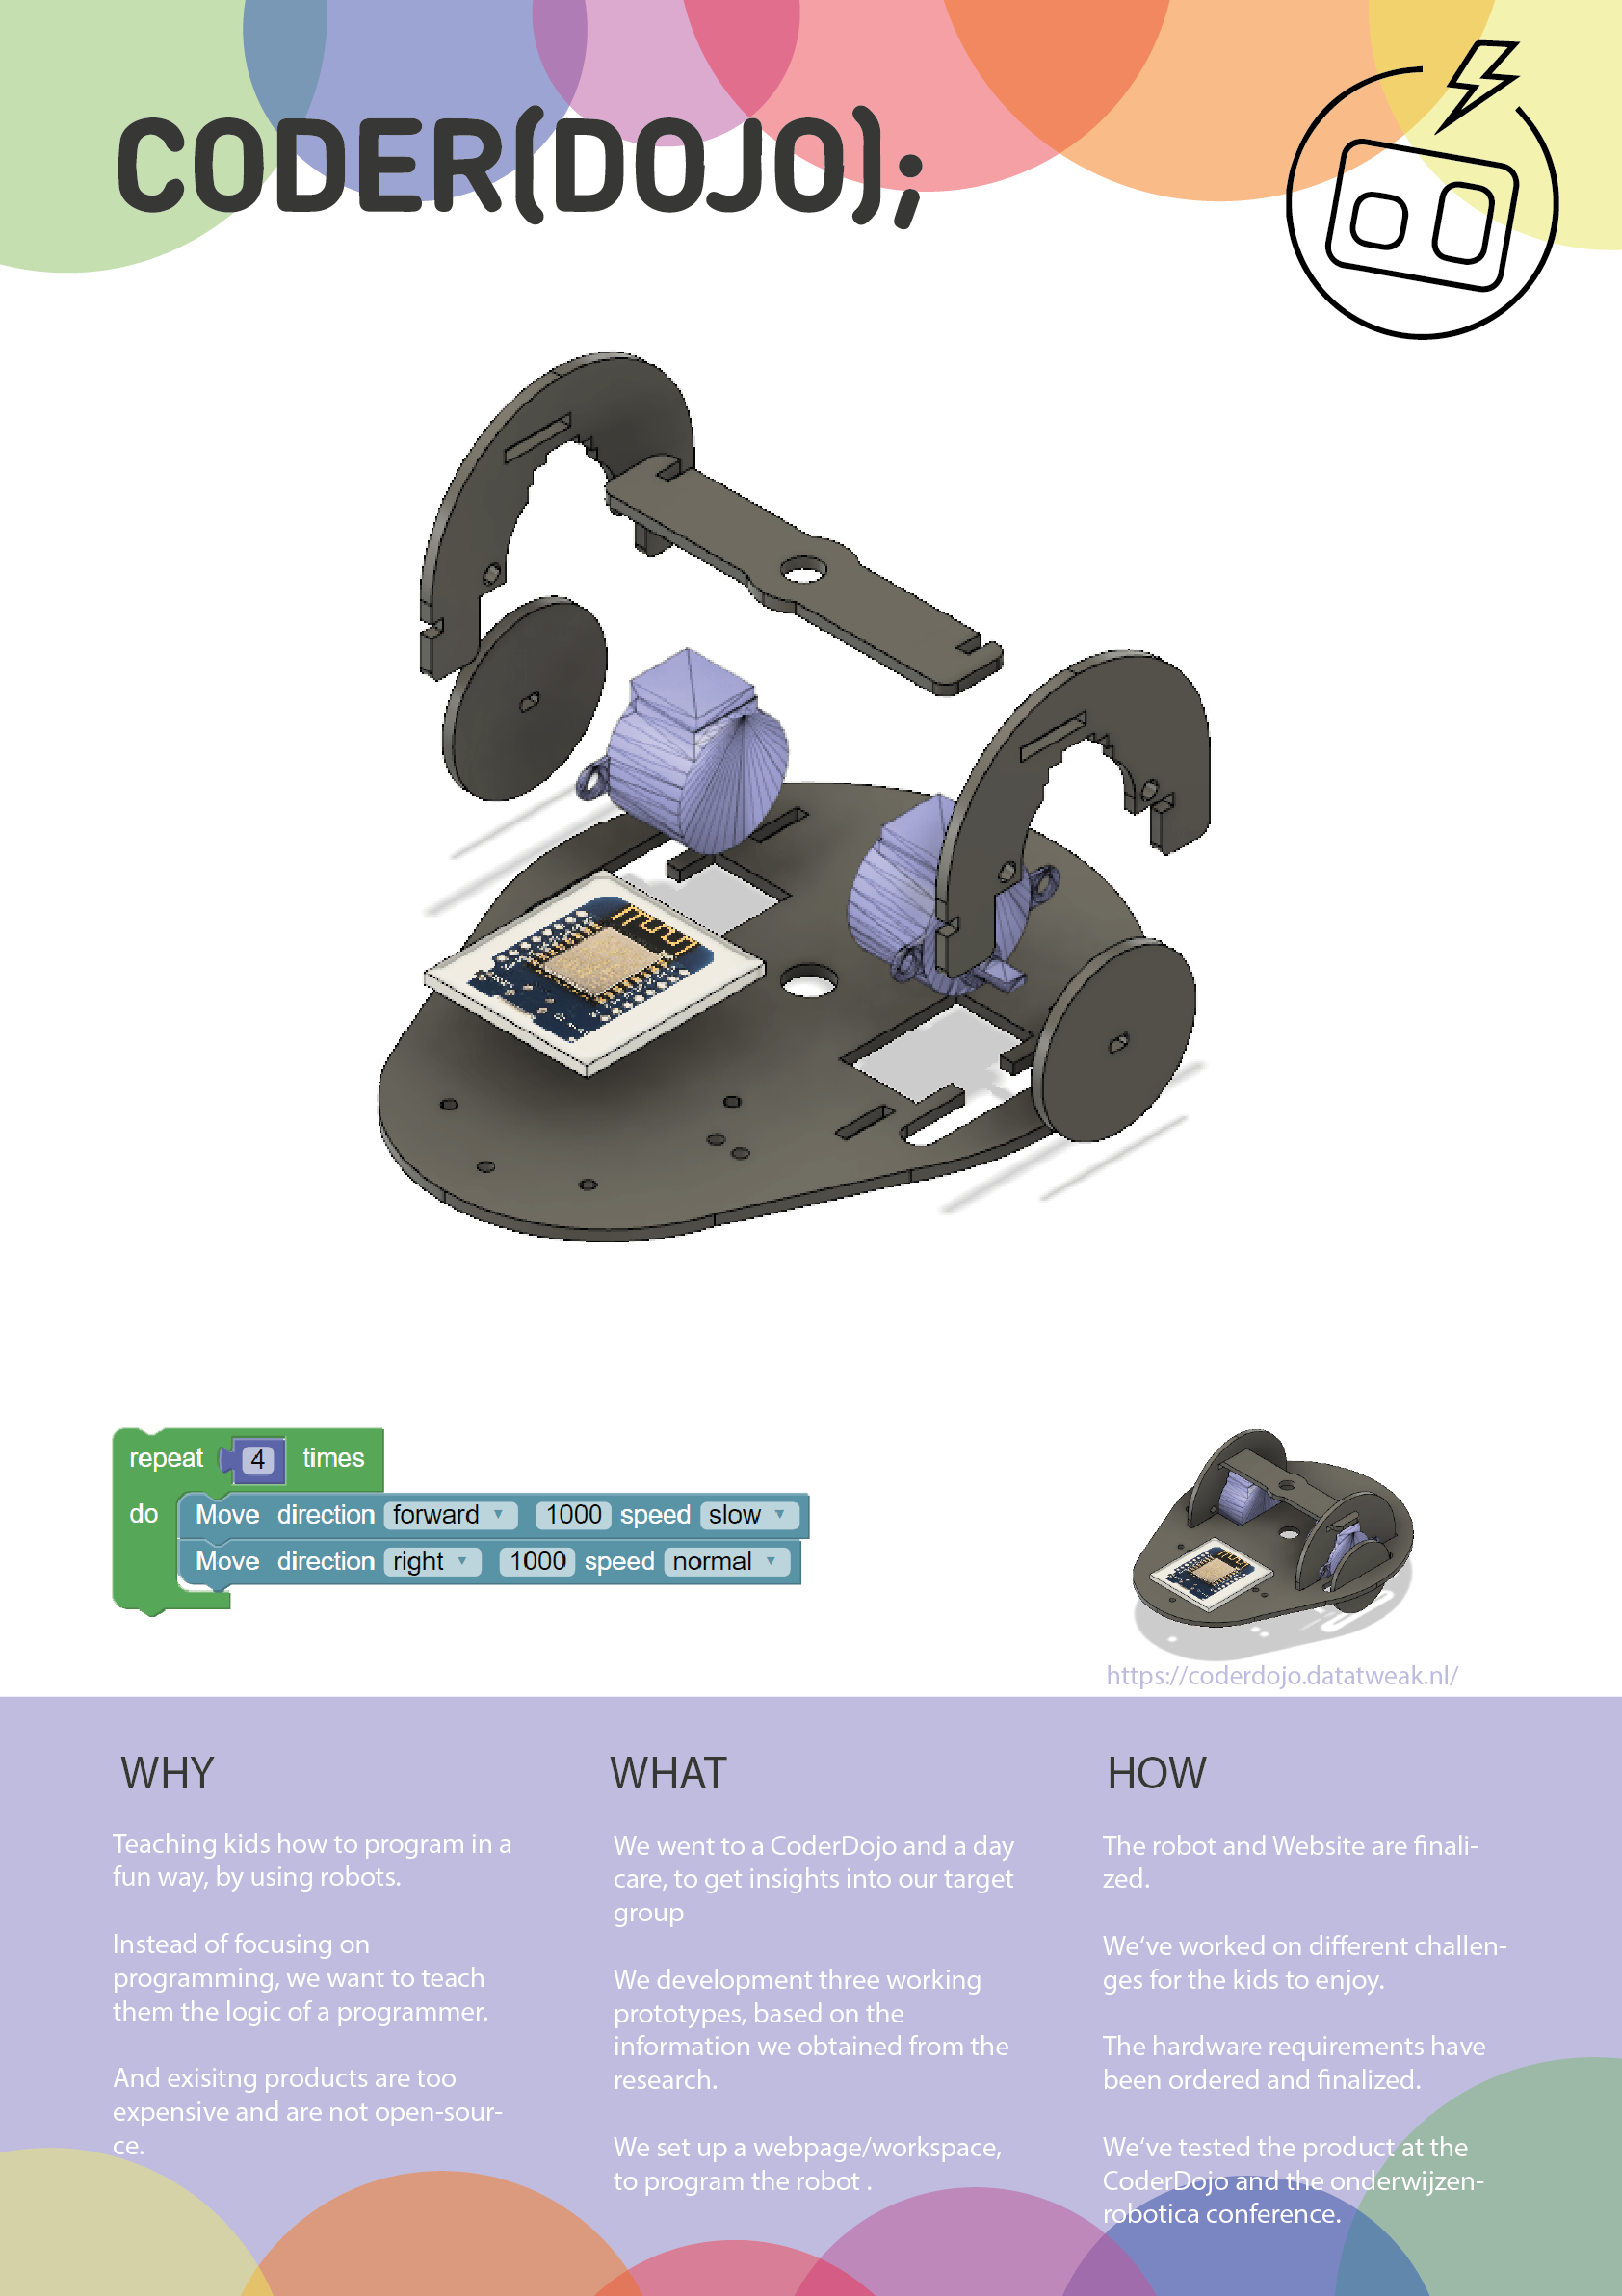 CODER(DOJO);
repeat 4 times
do Move direction forward ▼ 1000 speed slow ▼
Move direction right ▼ 1000 speed normal ▼
https://coderdojo.datatweak.nl/
WHY
Teaching kids how to program in a
fun way, by using robots.
Instead of focusing on
programming, we want to teach
them the logic of a programmer.
And exisitng products are too
expensive and are not open-sour-
ce.
WHAT
We went to a CoderDojo and a day
care, to get insights into our target
group
We development three working
prototypes, based on the
information we obtained from the
research.
We set up a webpage/workspace,
to program the robot .
HOW
The robot and Website are finali-
zed.
We‘ve worked on different challen-
ges for the kids to enjoy.
The hardware requirements have
been ordered and finalized.
We‘ve tested the product at the
CoderDojo and the onderwijzen-
robotica conference.